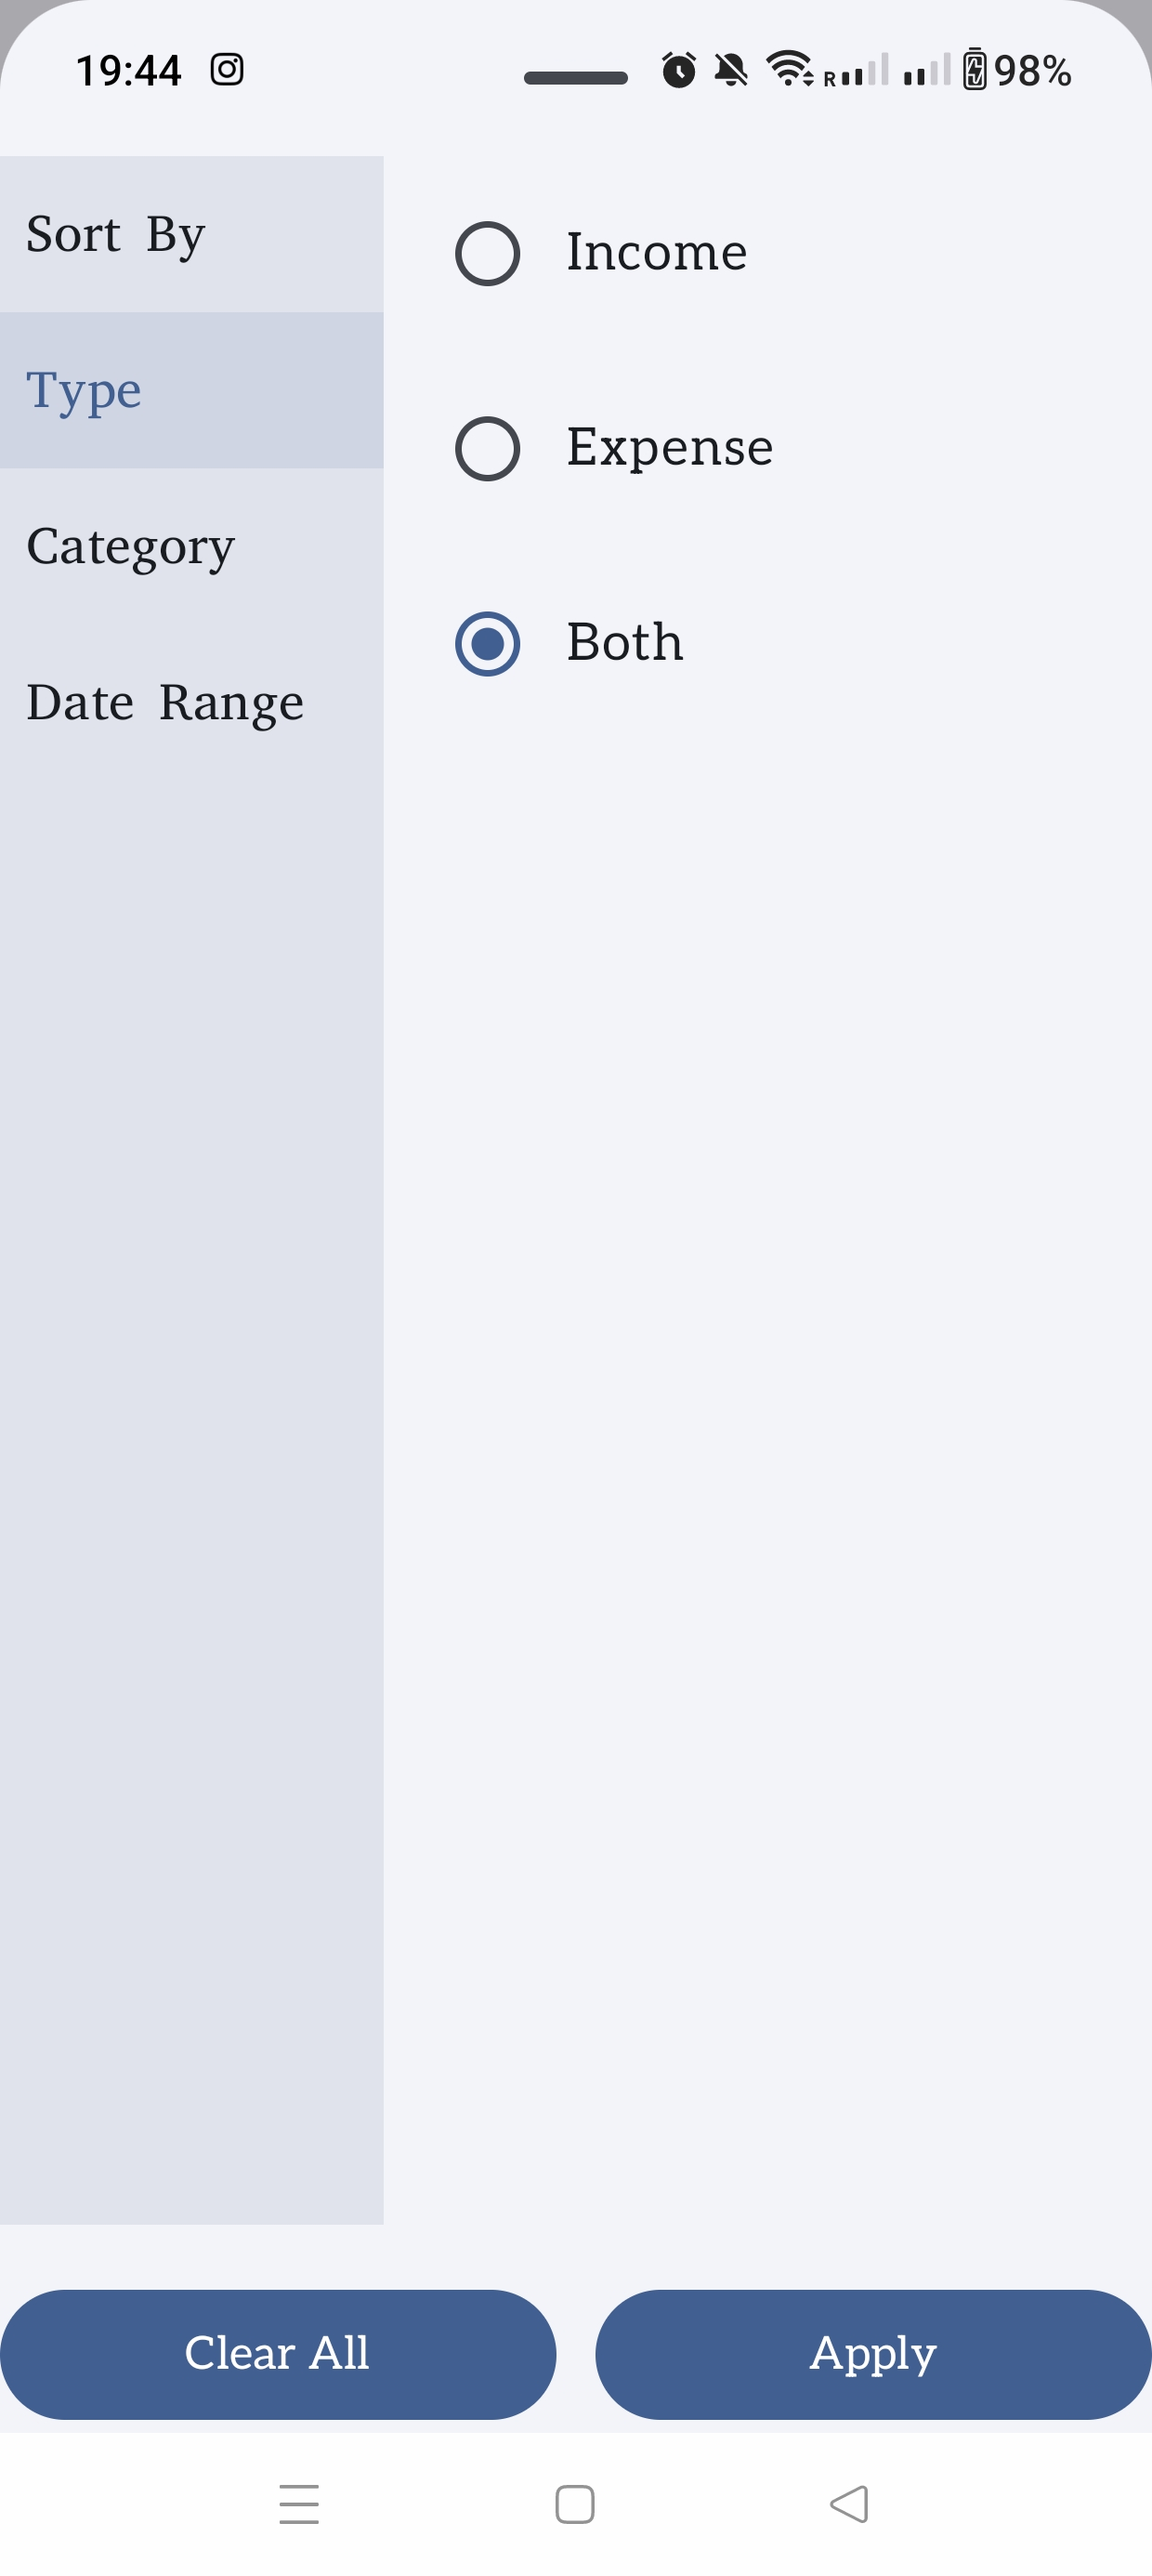 19:44
R
98%
Sort By
Type
Category
Date Range
Income
Expense
Both
Clear All
Apply